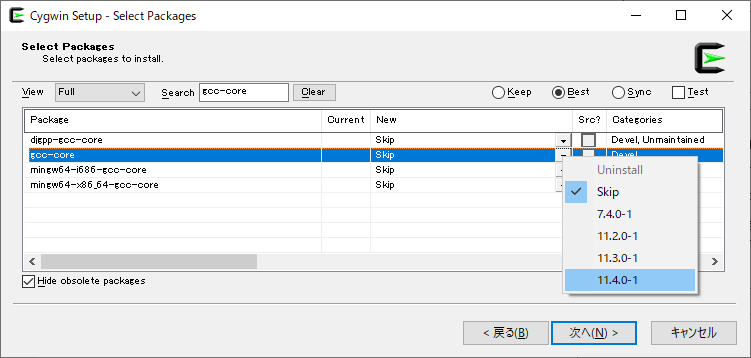 Cygwin Setup - Select Packages
Select Packages
Select packages to install.
View Full Search gcc-core Clear Keep Best Sync Test
Package Current New Src? Categories
djgpp-gcc-core Skip Devel, Unmaintained
gcc-core Skip Devel
mingw64-i686-gcc-core Skip
mingw64-x86_64-gcc-core Skip
Uninstall
Skip
7.4.0-1
11.2.0-1
11.3.0-1
11.4.0-1
Hide obsolete packages
< 戻る(B) 次へ(N) > キャンセル